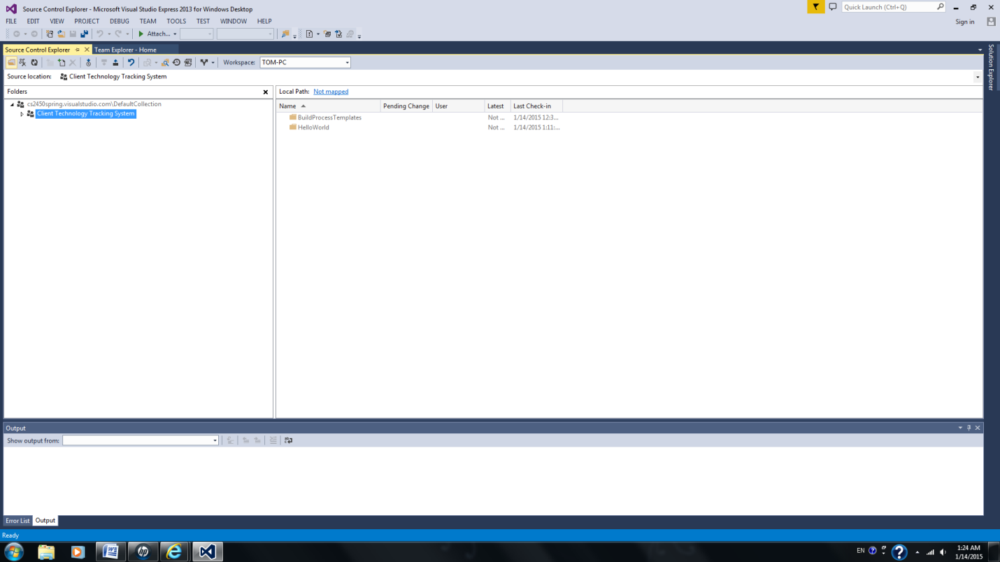 Source Control Explorer - Microsoft Visual Studio Express 2013 for Windows Desktop
Quick Launch (Ctrl+Q)
FILE EDIT VIEW PROJECT DEBUG TEAM TOOLS TEST WINDOW HELP
Sign in
Attach...
Source Control Explorer Team Explorer - Home
Solution Explorer
Workspace: TOM-PC
Source location: Client Technology Tracking System
Folders
Local Path: Not mapped
cs2450spring.visualstudio.com\DefaultCollection
Client Technology Tracking System
Name Pending Change User Latest Last Check-in
BuildProcessTemplates Not ... 1/14/2015 12:3...
HelloWorld Not ... 1/14/2015 1:11:...
Output
Show output from:
Error List Output
Ready
EN
1:24 AM
1/14/2015